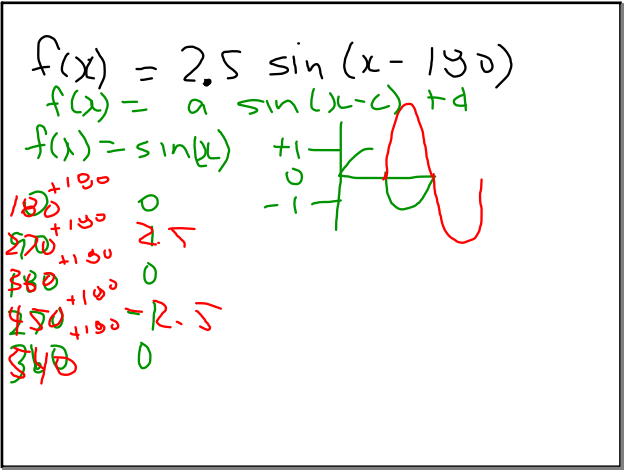 f(x) = 2.5 sin (x - 180)
f(x) = a sin(x-c) +d
f(x) = sin(x)
+1
0
-1
180 +180 0
270 +180 2.5
360 +180 0
450 +180 -2.5
540 +180 0